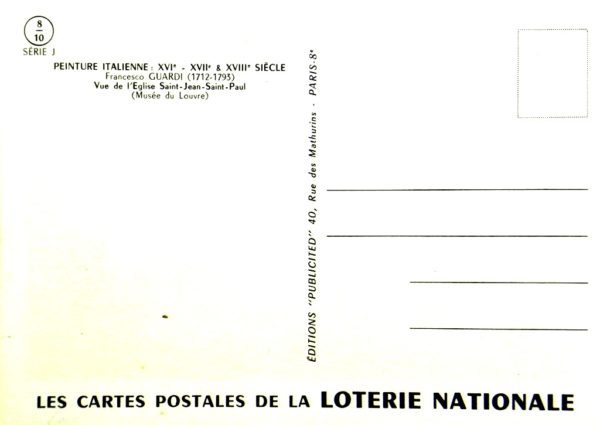 8
10
SÉRIE J
PEINTURE ITALIENNE : XVIᵉ - XVIIᵉ & XVIIIᵉ SIÈCLE
Francesco GUARDI (1712-1793)
Vue de l'Eglise Saint-Jean-Saint-Paul
(Musée du Louvre)
ÉDITIONS "PUBLICITED" 40, Rue des Mathurins - PARIS-8ᵉ
LES CARTES POSTALES DE LA LOTERIE NATIONALE